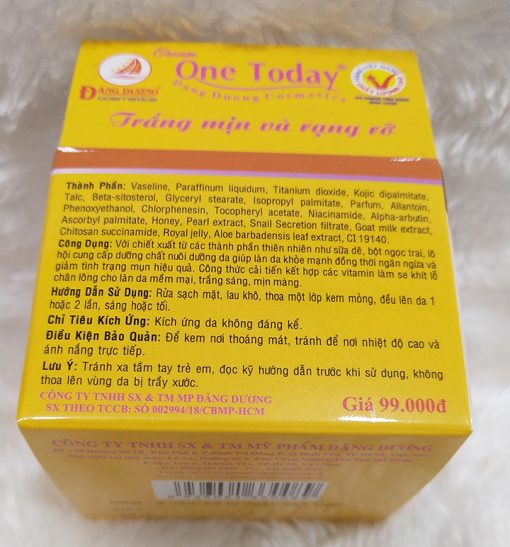 Cream
One Today®
Đăng Dương Cosmetics
ĐĂNG DƯƠNG
COSMETICS
HÀNG VIỆT NAM
CHẤT LƯỢNG CAO
Trắng mịn và rạng rỡ
Thành Phần: Vaseline, Paraffinum liquidum, Titanium dioxide, Kojic dipalmitate,
Talc, Beta-sitosterol, Glyceryl stearate, Isopropyl palmitate, Parfum, Allantoin,
Phenoxyethanol, Chlorphenesin, Tocopheryl acetate, Niacinamide, Alpha-arbutin,
Ascorbyl palmitate, Honey, Pearl extract, Snail Secretion filtrate, Goat milk extract,
Chitosan succinamide, Royal jelly, Aloe barbadensis leaf extract, CI 19140.
Công Dụng: Với chiết xuất từ các thành phần thiên nhiên như sữa dê, bột ngọc trai, lô
hội cung cấp dưỡng chất nuôi dưỡng da giúp làn da khỏe mạnh đồng thời ngăn ngừa và
giảm tình trạng mụn hiệu quả. Công thức cải tiến kết hợp các vitamin làm se khít lỗ
chân lông cho làn da mềm mại, trắng sáng, mịn màng.
Hướng Dẫn Sử Dụng: Rửa sạch mặt, lau khô, thoa một lớp kem mỏng, đều lên da 1
hoặc 2 lần, sáng hoặc tối.
Chỉ Tiêu Kích Ứng: Kích ứng da không đáng kể.
Điều Kiện Bảo Quản: Để kem nơi thoáng mát, tránh để nơi nhiệt độ cao và
ánh nắng trực tiếp.
Lưu Ý: Tránh xa tầm tay trẻ em, đọc kỹ hướng dẫn trước khi sử dụng, không
thoa lên vùng da bị trầy xước.
CÔNG TY TNHH SX & TM MP ĐĂNG DƯƠNG
SX THEO TCCB: SỐ 002994/18/CBMP-HCM
Giá 99.000đ
CÔNG TY TNHH SX & TM MỸ PHẨM ĐĂNG DƯƠNG